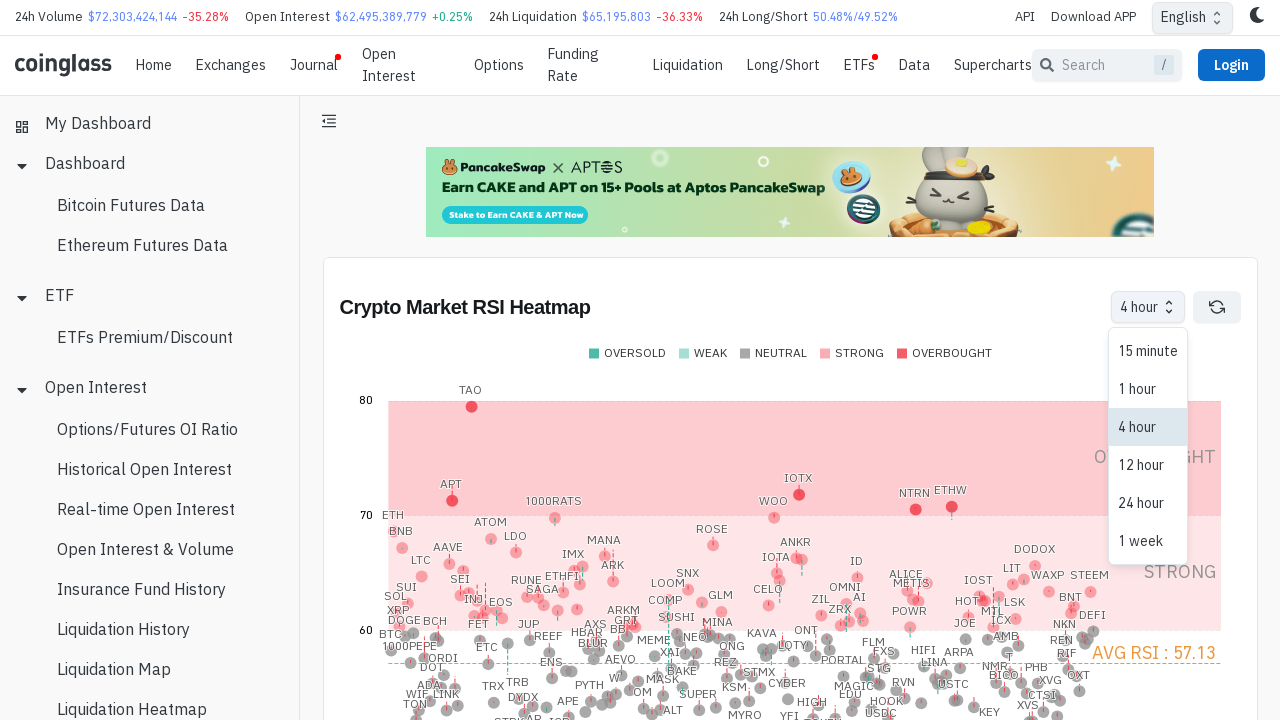 24h Volume $72,303,424,144 -35.28% Open Interest $62,495,389,779 +0.25% 24h Liquidation $65,195,803 -36.33% 24h Long/Short 50.48%/49.52% API Download APP English
coinglass Home Exchanges Journal Open Interest Options Funding Rate Liquidation Long/Short ETFs Data Supercharts Search / Login
My Dashboard
Dashboard
Bitcoin Futures Data
Ethereum Futures Data
ETF
ETFs Premium/Discount
Open Interest
Options/Futures OI Ratio
Historical Open Interest
Real-time Open Interest
Open Interest & Volume
Insurance Fund History
Liquidation History
Liquidation Map
Liquidation Heatmap
PancakeSwap × APTOS
Earn CAKE and APT on 15+ Pools at Aptos PancakeSwap
Stake to Earn CAKE & APT Now
Crypto Market RSI Heatmap
4 hour
15 minute
1 hour
4 hour
12 hour
24 hour
1 week
OVERSOLD WEAK NEUTRAL STRONG OVERBOUGHT
80
TAO
APT
IOTX
NTRN ETHW
1000RATS
WOO
70
ETH
BNB
ATOM
LDO
ROSE
MANA
AAVE
IMX
ARK
ANKR
IOTA
DODOX
LTC
ID
LIT
SUI
SEI
RUNE
ETHFI
SAGA
SNX
LOOM
CELO
OMNI
ALICE
METIS
IOST
WAXP
STEEM
SOL
INJ
EOS
COMP
GLM
ZIL
AI
HOT
LSK
BNT
STRONG
XRP
DOGE
BCH
FET
JUP
AXS
ARKM
GRT
SUSHI
MINA
ZRX
POWR
MTL
ICX
JOE
NKN
DEFI
60
BTC
1000PEPE
ETC
REEF
HBAR
BLUR
MEME
NEO
KAVA
ONT
FLM
AMB
REN
AVG RSI : 57.13
DOT
ORDI
ENS
AEVO
XAI
ONG
LQTY
FXS
HIFI
ARPA
T
RIF
ADA
TRX
TRB
PYTH
W
MASK
BAKE
REZ
STMX
PORTAL
STG
LINA
NMR
PHB
WIF
LINK
DYDX
OM
SUPER
KSM
CYBER
MAGIC
RVN
USTC
BICO
XVG
OXT
TON
APE
ALT
MYRO
YFI
HIGH
EDU
HOOK
USDC
KEY
XVS
CTSI